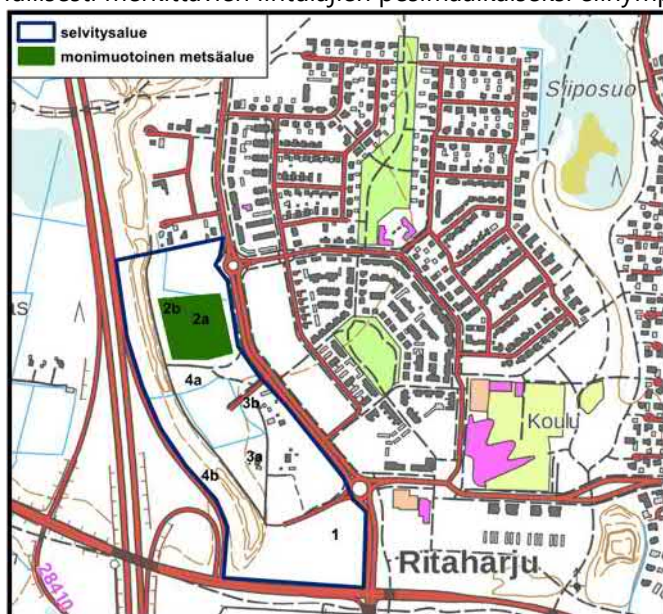 selvitysalue
monimuotoinen metsäalue
Siiposuo
2b
2a
4a
3b
3a
4b
1
Koulu
Ritaharju
28410